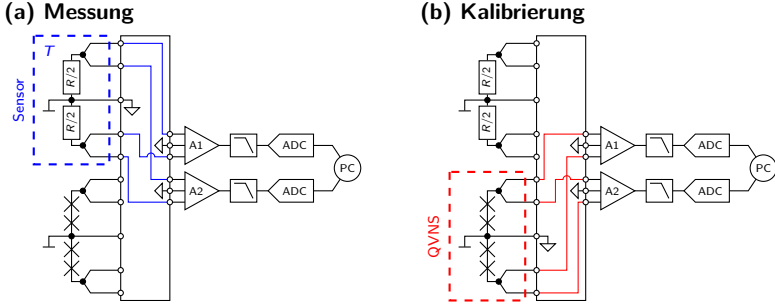 (a) Messung
T
Sensor
R/2
R/2
A1
ADC
A2
ADC
PC
(b) Kalibrierung
R/2
R/2
A1
ADC
A2
ADC
PC
QVNS